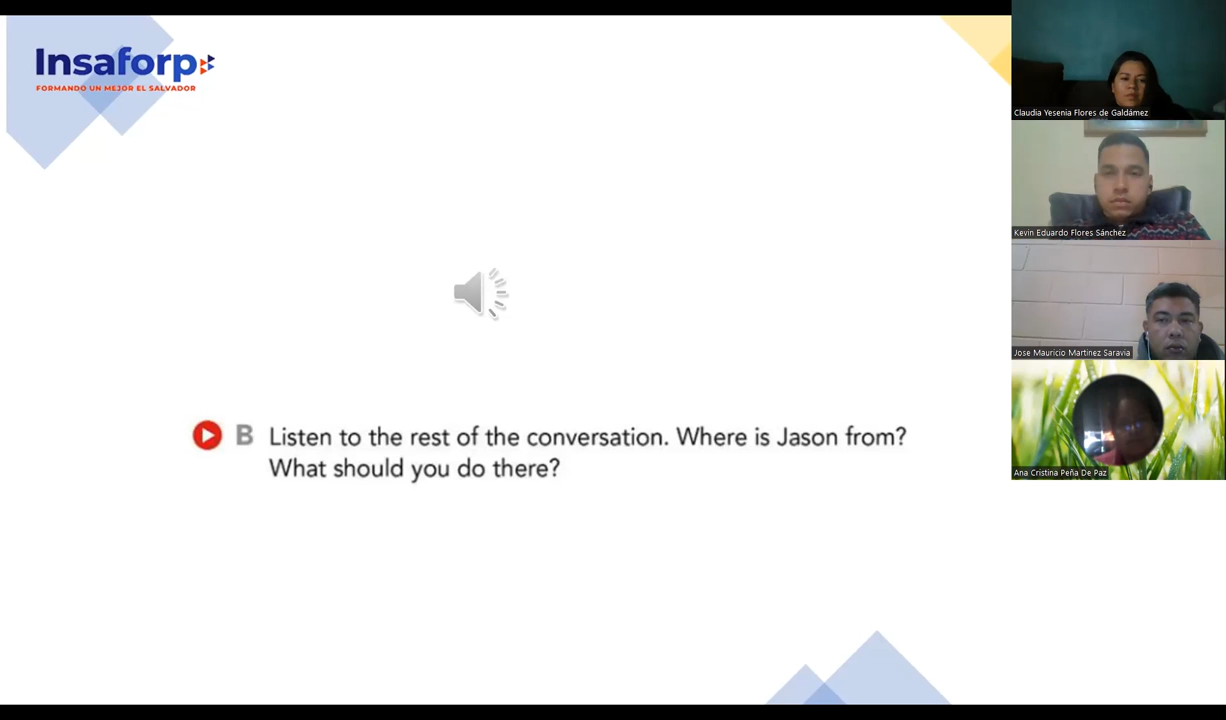 Insaforp
FORMANDO UN MEJOR EL SALVADOR
B Listen to the rest of the conversation. Where is Jason from?
What should you do there?
Claudia Yesenia Flores de Galdámez
Kevin Eduardo Flores Sánchez
Jose Mauricio Martinez Saravia
Ana Cristina Peña De Paz